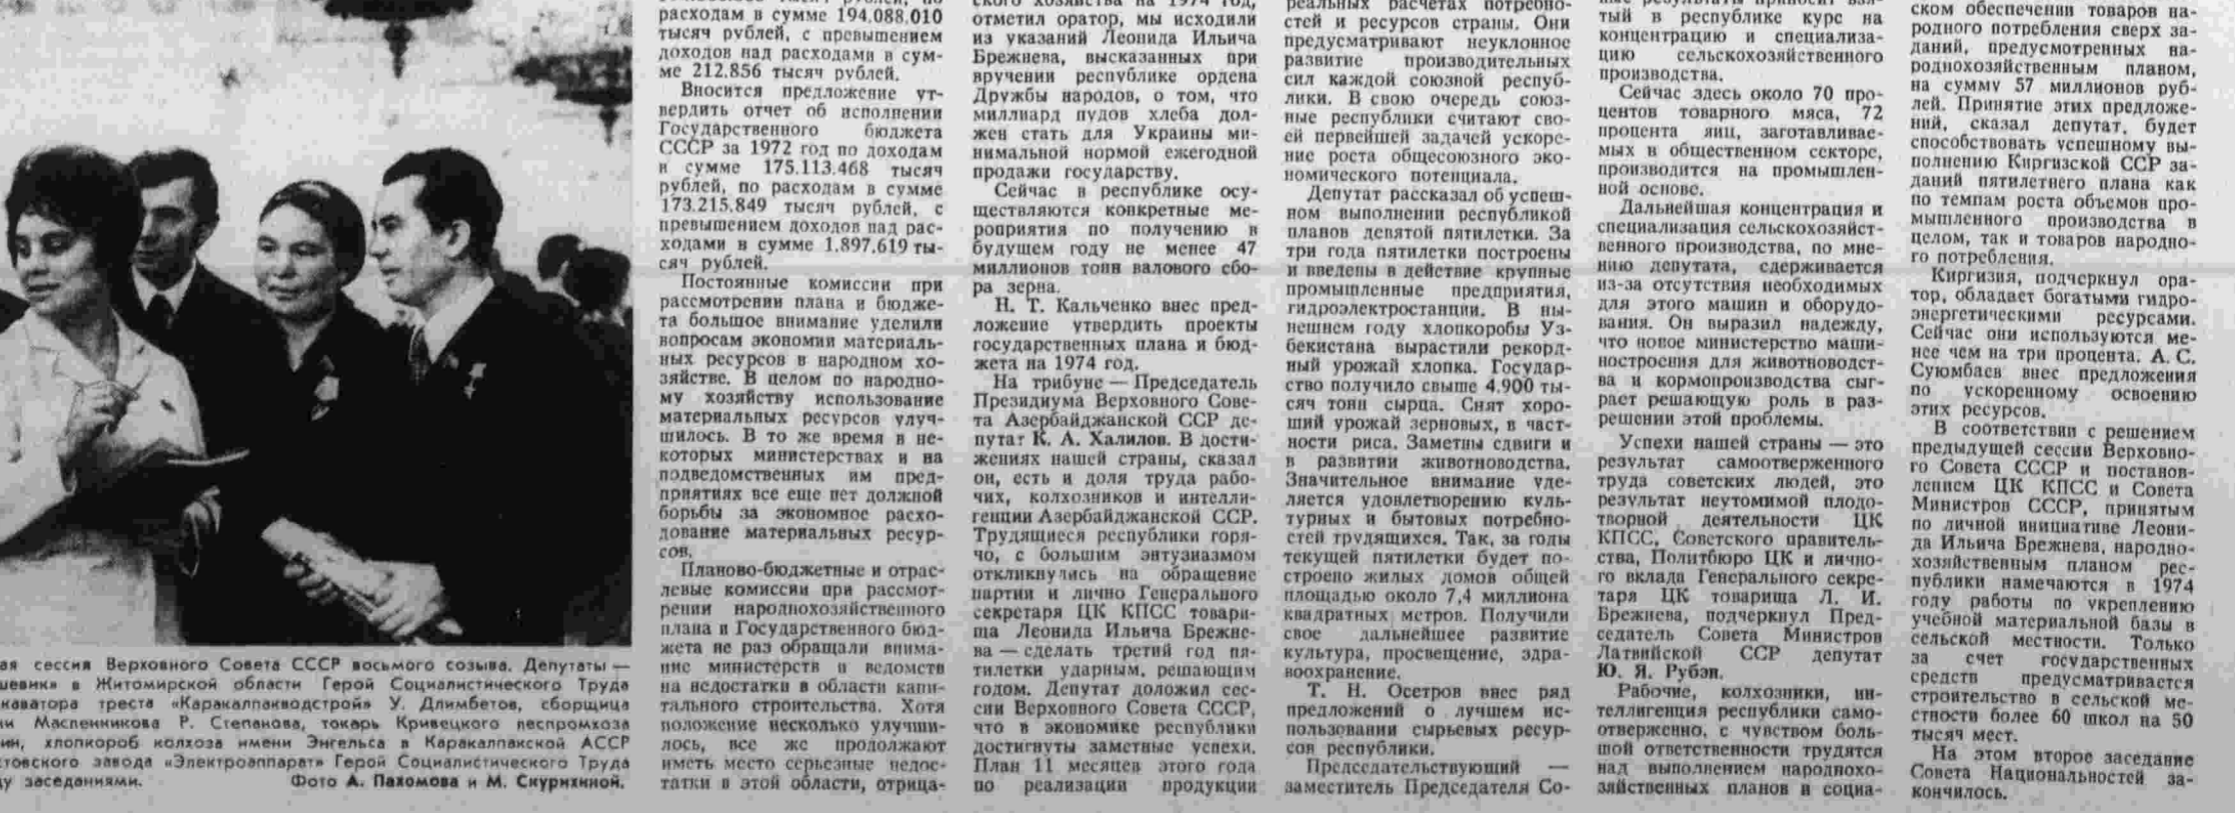 ая сессия Верховного Совета СССР восьмого созыва. Депутаты —
шевик» в Житомирской области Герой Социалистического Труда
каватора треста «Каракалпакводстрой» У. Длимбетов, сборщица
ни Масленникова Р. Степанова, токарь Кривецкого леспромхоза
ин, хлопкороб колхоза имени Энгельса в Каракалпакской АССР
товского завода «Электроаппарат» Герой Социалистического Труда
ду заседаниями. Фото А. Пахомова и М. Скурихиной.
расходам в сумме 194.088.010
тысяч рублей, с превышением
доходов над расходами в сум-
ме 212.856 тысяч рублей.
Вносится предложение ут-
вердить отчет об исполнении
Государственного бюджета
СССР за 1972 год по доходам
в сумме 175.113.468 тысяч
рублей, по расходам в сумме
173.215.849 тысяч рублей, с
превышением доходов над рас-
ходами в сумме 1.897.619 ты-
сяч рублей.
Постоянные комиссии при
рассмотрении плана и бюдже-
та большое внимание уделили
вопросам экономии материаль-
ных ресурсов в народном хо-
зяйстве. В целом по народно-
му хозяйству использование
материальных ресурсов улуч-
шилось. В то же время в не-
которых министерствах и на
подведомственных им пред-
приятиях все еще нет должной
борьбы за экономное расхо-
дование материальных ресур-
сов.
Планово-бюджетные и отрас-
левые комиссии при рассмот-
рении народнохозяйственного
плана и Государственного бюд-
жета не раз обращали внима-
ние министерств и ведомств
на недостатки в области капи-
тального строительства. Хотя
положение несколько улучши-
лось, все же продолжают
иметь место серьезные недос-
татки в этой области, отрица-
ского хозяйства на 1974 год,
отметил оратор, мы исходили
из указаний Леонида Ильича
Брежнева, высказанных при
вручении республике ордена
Дружбы народов, о том, что
миллиард пудов хлеба дол-
жен стать для Украины ми-
нимальной нормой ежегодной
продажи государству.
Сейчас в республике осу-
ществляются конкретные ме-
роприятия по получению в
будущем году не менее 47
миллионов тонн валового сбо-
ра зерна.
Н. Т. Кальченко внес пред-
ложение утвердить проекты
государственных плана и бюд-
жета на 1974 год.
На трибуне — Председатель
Президиума Верховного Сове-
та Азербайджанской ССР де-
путат К. А. Халилов. В дости-
жениях нашей страны, сказал
он, есть и доля труда рабо-
чих, колхозников и интелли-
генции Азербайджанской ССР.
Трудящиеся республики горя-
чо, с большим энтузиазмом
откликнулись на обращение
партии и лично Генерального
секретаря ЦК КПСС товари-
ща Леонида Ильича Брежне-
ва — сделать третий год пя-
тилетки ударным, решающим
годом. Депутат доложил сес-
сии Верховного Совета СССР,
что в экономике республики
достигнуты заметные успехи.
План 11 месяцев этого года
по реализации продукции
реальных расчетах потребно-
стей и ресурсов страны. Они
предусматривают неуклонное
развитие производительных
сил каждой союзной респуб-
лики. В свою очередь союз-
ные республики считают сво-
ей первейшей задачей ускоре-
ние роста общесоюзного эко-
номического потенциала.
Депутат рассказал об успеш-
ном выполнении республикой
планов девятой пятилетки. За
три года пятилетки построены
и введены в действие крупные
промышленные предприятия,
гидроэлектростанции. В ны-
нешнем году хлопкоробы Уз-
бекистана вырастили рекорд-
ный урожай хлопка. Государ-
ство получило свыше 4.900 ты-
сяч тонн сырца. Снят хоро-
ший урожай зерновых, в част-
ности риса. Заметны сдвиги и
в развитии животноводства.
Значительное внимание уде-
ляется удовлетворению куль-
турных и бытовых потребно-
стей трудящихся. Так, за годы
текущей пятилетки будет по-
строено жилых домов общей
площадью около 7,4 миллиона
квадратных метров. Получили
свое дальнейшее развитие
культура, просвещение, здра-
воохранение.
Т. Н. Осетров внес ряд
предложений о лучшем ис-
пользовании сырьевых ресур-
сов республики.
Председательствующий —
заместитель Председателя Со-
тый в республике курс на
концентрацию и специализа-
цию сельскохозяйственного
производства.
Сейчас здесь около 70 про-
центов товарного мяса, 72
процента яиц, заготавливае-
мых в общественном секторе,
производится на промышлен-
ной основе.
Дальнейшая концентрация и
специализация сельскохозяйст-
венного производства, по мне-
нию депутата, сдерживается
из-за отсутствия необходимых
для этого машин и оборудо-
вания. Он выразил надежду,
что новое министерство маши-
ностроения для животноводст-
ва и кормопроизводства сыг-
рает решающую роль в раз-
решении этой проблемы.
Успехи нашей страны — это
результат самоотверженного
труда советских людей, это
результат неутомимой плодо-
творной деятельности ЦК
КПСС, Советского правитель-
ства, Политбюро ЦК и лично-
го вклада Генерального секре-
таря ЦК товарища Л. И.
Брежнева, подчеркнул Пред-
седатель Совета Министров
Латвийской ССР депутат
Ю. Я. Рубэн.
Рабочие, колхозники, ин-
теллигенция республики само-
отверженно, с чувством боль-
шой ответственности трудятся
над выполнением народнохо-
зяйственных планов и социа-
ском обеспечении товаров на-
родного потребления сверх за-
даний, предусмотренных на-
роднохозяйственным планом,
на сумму 57 миллионов руб-
лей. Принятие этих предложе-
ний, сказал депутат, будет
способствовать успешному вы-
полнению Киргизской ССР за-
даний пятилетнего плана как
по темпам роста объемов про-
мышленного производства в
целом, так и товаров народно-
го потребления.
Киргизия, подчеркнул ора-
тор, обладает богатыми гидро-
энергетическими ресурсами.
Сейчас они используются ме-
нее чем на три процента. А. С.
Суюмбаев внес предложения
по ускоренному освоению
этих ресурсов.
В соответствии с решением
предыдущей сессии Верховно-
го Совета СССР и постанов-
лением ЦК КПСС и Совета
Министров СССР, принятым
по личной инициативе Леони-
да Ильича Брежнева, народно-
хозяйственным планом рес-
публики намечаются в 1974
году работы по укреплению
учебной материальной базы в
сельской местности. Только
за счет государственных
средств предусматривается
строительство в сельской ме-
стности более 60 школ на 50
тысяч мест.
На этом второе заседание
Совета Национальностей за-
кончилось.